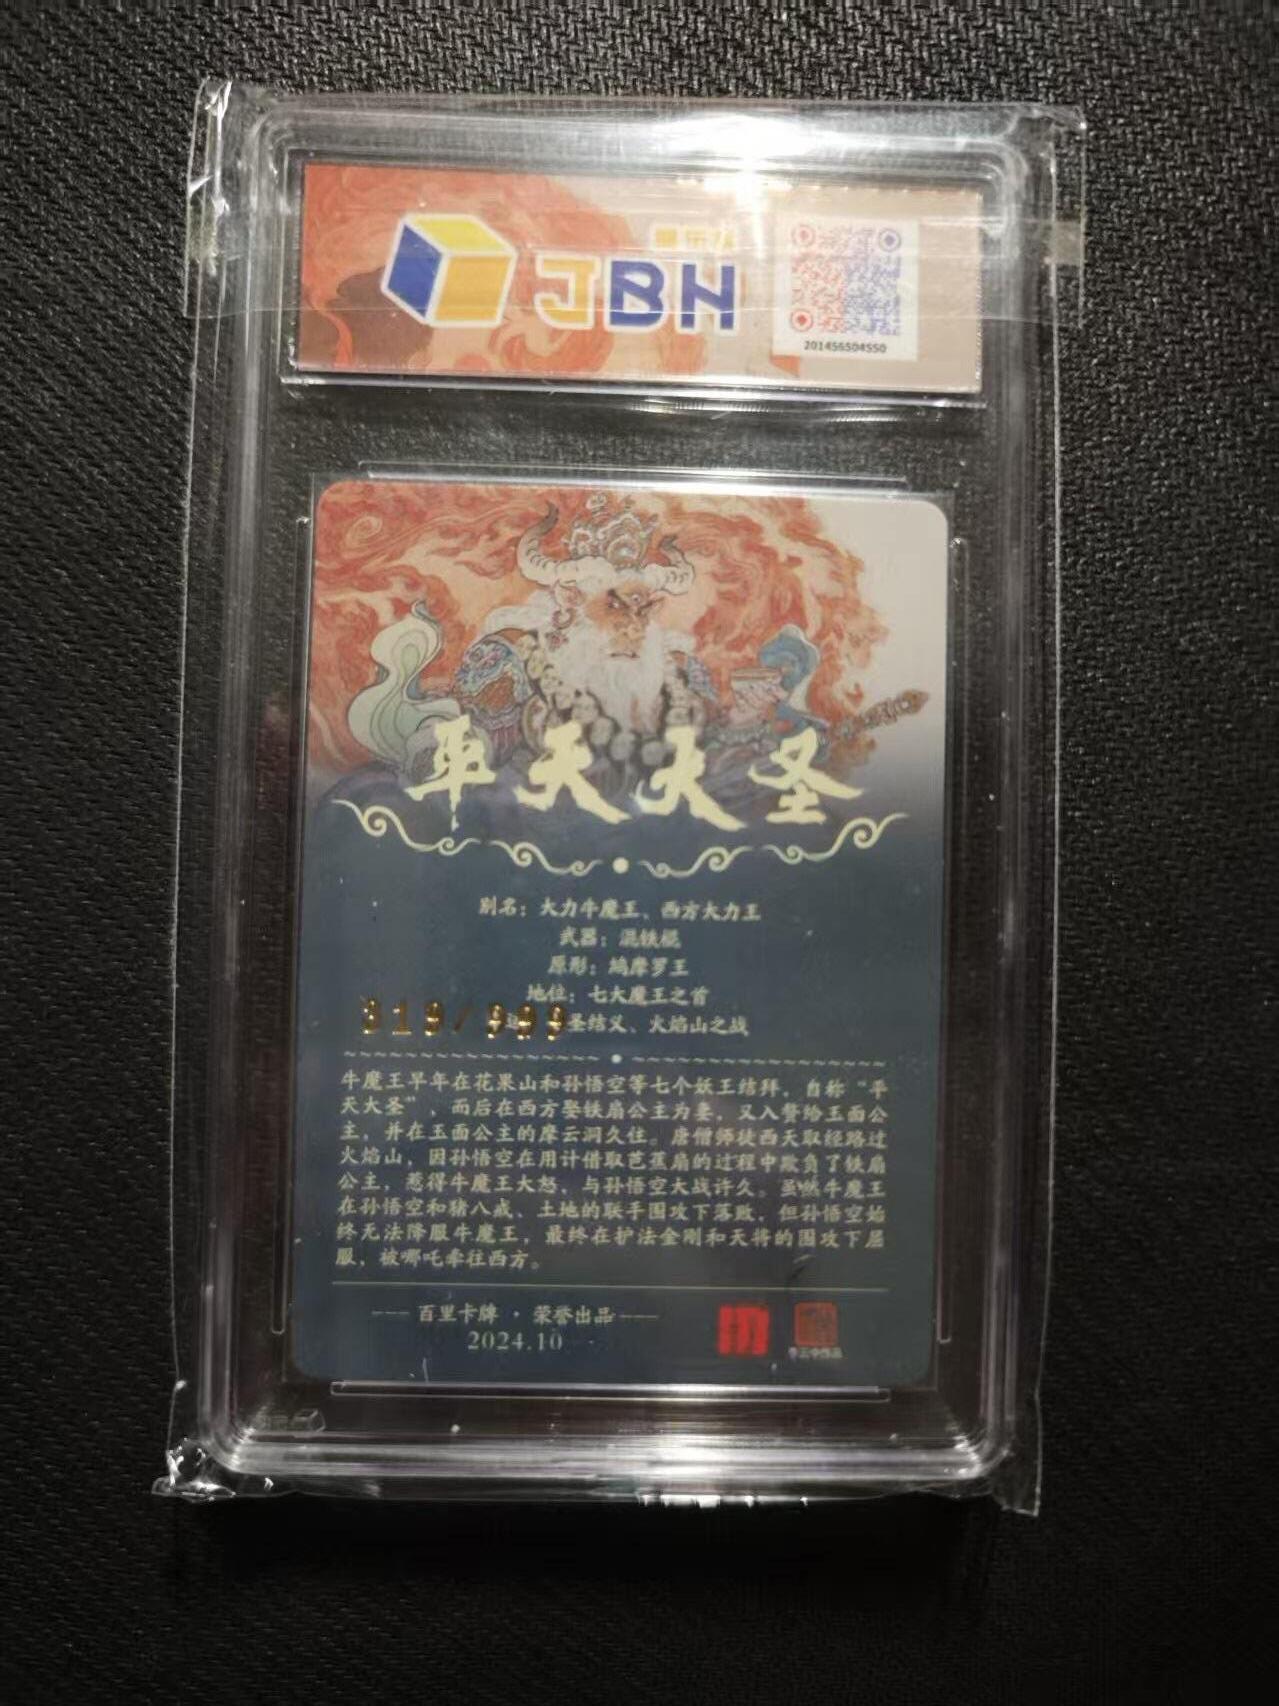 JBH
201456504550
平天大圣
别名：大力牛魔王、西方大力王
武器：混铁棍
原形：鸠摩罗王
地位：七大魔王之首
319/999
圣结义、火焰山之战
牛魔王早年在花果山和孙悟空等七个妖王结拜，自称“平
天大圣”，而后在西方娶铁扇公主为妻，又入赘给玉面公
主，并在玉面公主的摩云洞久住。唐僧师徒西天取经路过
火焰山，因孙悟空在用计借取芭蕉扇的过程中欺负了铁扇
公主，惹得牛魔王大怒，与孙悟空大战许久。虽然牛魔王
在孙悟空和猪八戒、土地的联手围攻下落败，但孙悟空始
终无法降服牛魔王，最终在护法金刚和天将的围攻下屈
服，被哪吒牵往西方。
--- 百里卡牌 · 荣誉出品 ---
2024.10
李云中作品